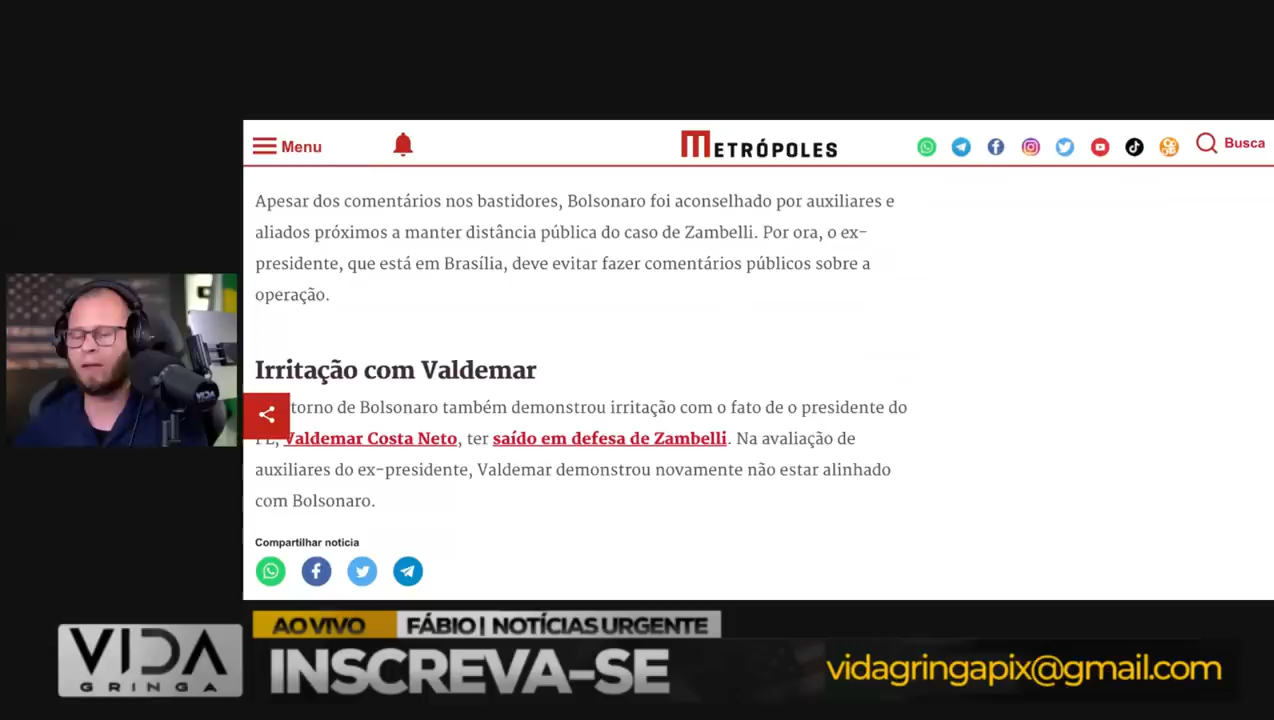 Menu
METRÓPOLES
Busca
Apesar dos comentários nos bastidores, Bolsonaro foi aconselhado por auxiliares e
aliados próximos a manter distância pública do caso de Zambelli. Por ora, o ex-
presidente, que está em Brasília, deve evitar fazer comentários públicos sobre a
operação.
Irritação com Valdemar
torno de Bolsonaro também demonstrou irritação com o fato de o presidente do
PL, Valdemar Costa Neto, ter saído em defesa de Zambelli. Na avaliação de
auxiliares do ex-presidente, Valdemar demonstrou novamente não estar alinhado
com Bolsonaro.
Compartilhar notícia
VIDA
GRINGA
AO VIVO
FÁBIO | NOTÍCIAS URGENTE
INSCREVA-SE
vidagringapix@gmail.com